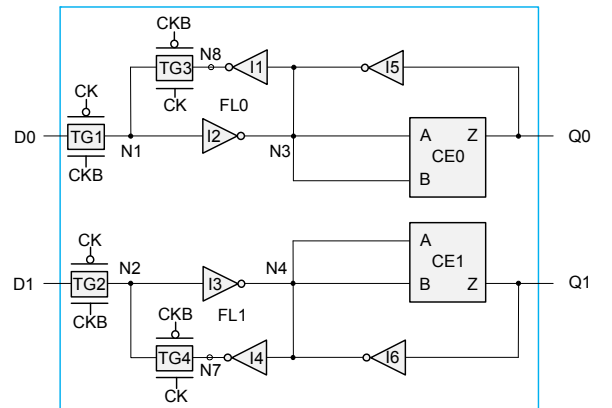 CKB
N8
TG3
I1
I5
CK
CK
FL0
D0
TG1
I2
A
Z
Q0
N1
N3
CE0
CKB
B
CK
A
N2
N4
CE1
D1
TG2
I3
B
Z
Q1
CKB
FL1
CKB
TG4
I4
I6
N7
CK